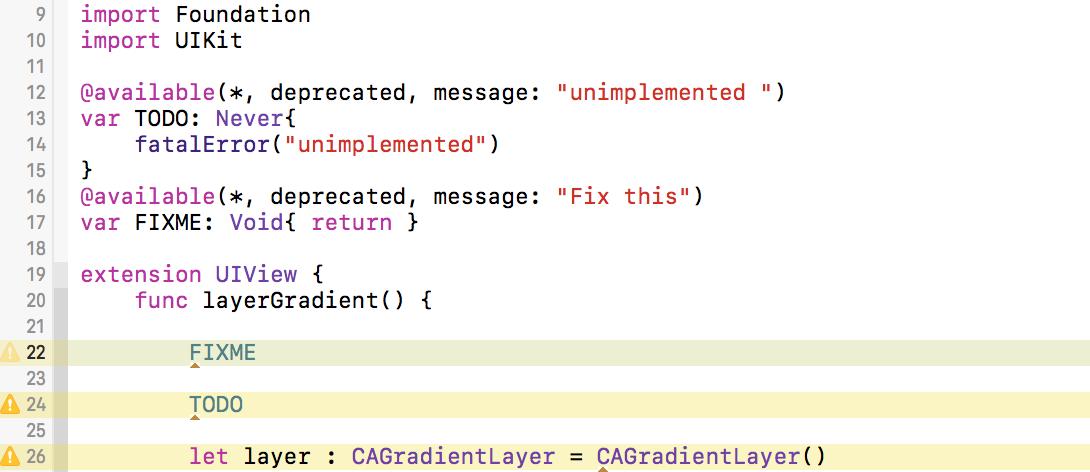 9 import Foundation
10 import UIKit
11
12 @available(*, deprecated, message: "unimplemented ")
13 var TODO: Never{
14     fatalError("unimplemented")
15 }
16 @available(*, deprecated, message: "Fix this")
17 var FIXME: Void{ return }
18
19 extension UIView {
20     func layerGradient() {
21
22         FIXME
23
24         TODO
25
26         let layer : CAGradientLayer = CAGradientLayer()